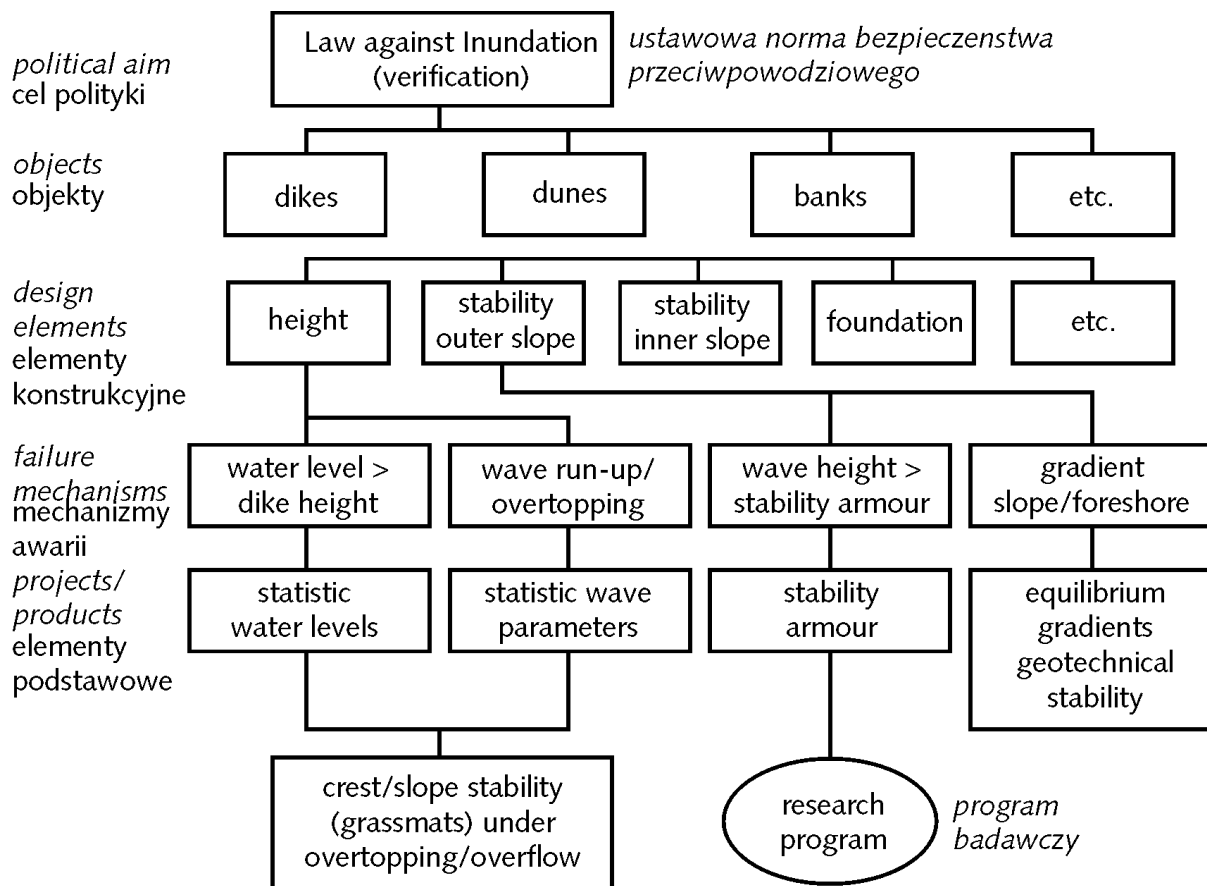 political aim
cel polityki
Law against Inundation
(verification)
ustawowa norma bezpieczenstwa
przeciwpowodziowego
objects
objekty
dikes
dunes
banks
etc.
design
elements
elementy
konstrukcyjne
height
stability
outer slope
stability
inner slope
foundation
etc.
failure
mechanisms
mechanizmy
awarii
water level >
dike height
wave run-up/
overtopping
wave height >
stability armour
gradient
slope/foreshore
projects/
products
elementy
podstawowe
statistic
water levels
statistic wave
parameters
stability
armour
equilibrium
gradients
geotechnical
stability
crest/slope stability
(grassmats) under
overtopping/overflow
research
program
program
badawczy